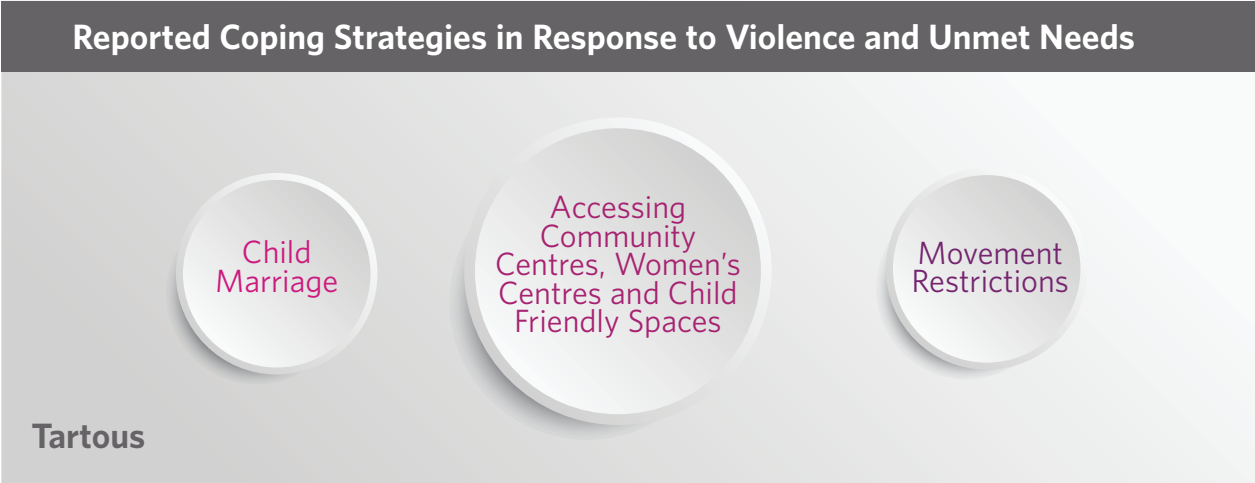 Reported Coping Strategies in Response to Violence and Unmet Needs
Child
Marriage
Accessing
Community
Centres, Women's
Centres and Child
Friendly Spaces
Movement
Restrictions
Tartous